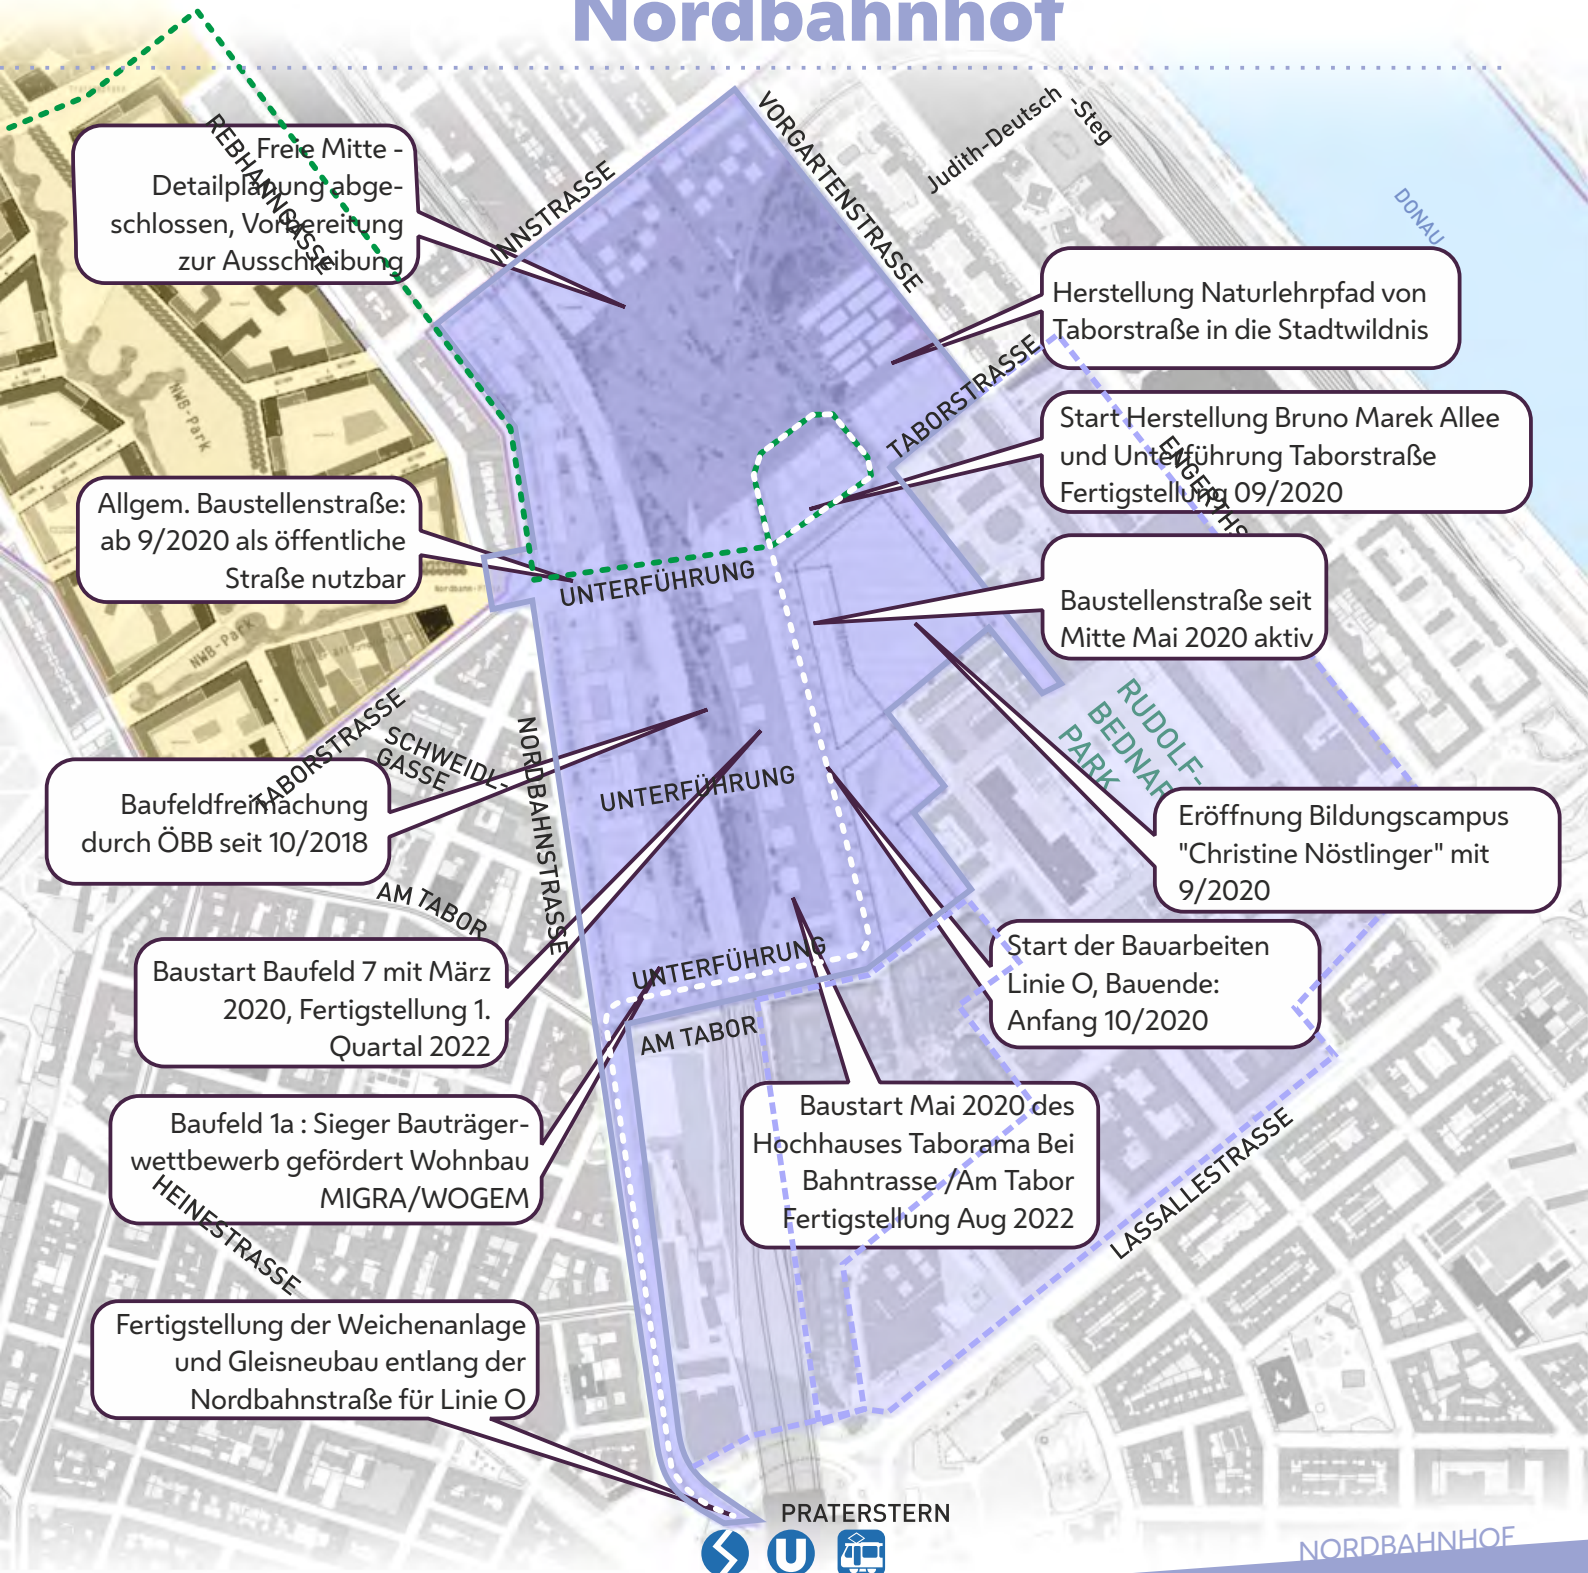 Nordbahnhof
REBHANNGASSE
Freie Mitte -
Detailplanung abge-
schlossen, Vorbereitung
zur Ausschreibung
INNSTRASSE
VORGARTENSTRASSE
Judith-Deutsch-Steg
DONAU
Herstellung Naturlehrpfad von
Taborstraße in die Stadtwildnis
TABORSTRASSE
Start Herstellung Bruno Marek Allee
und Unterführung Taborstraße
Fertigstellung 09/2020
ENGERTHS
NWB-Park
Allgem. Baustellenstraße:
ab 9/2020 als öffentliche
Straße nutzbar
UNTERFÜHRUNG
Baustellenstraße seit
Mitte Mai 2020 aktiv
NWB-Park
RUDOLF-
BEDNAR
PARK
TABORSTRASSE
SCHWEIDL-
GASSE
NORDBAHNSTRASSE
UNTERFÜHRUNG
Baufeldfreimachung
durch ÖBB seit 10/2018
Eröffnung Bildungscampus
"Christine Nöstlinger" mit
9/2020
AM TABOR
UNTERFÜHRUNG
Start der Bauarbeiten
Linie O, Bauende:
Anfang 10/2020
Baustart Baufeld 7 mit März
2020, Fertigstellung 1.
Quartal 2022
AM TABOR
Baustart Mai 2020 des
Hochhauses Taborama Bei
Bahntrasse /Am Tabor
Fertigstellung Aug 2022
Baufeld 1a : Sieger Bauträger-
wettbewerb gefördert Wohnbau
MIGRA/WOGEM
HEINESTRASSE
LASSALLESTRASSE
Fertigstellung der Weichenanlage
und Gleisneubau entlang der
Nordbahnstraße für Linie O
PRATERSTERN
U
NORDBAHNHOF